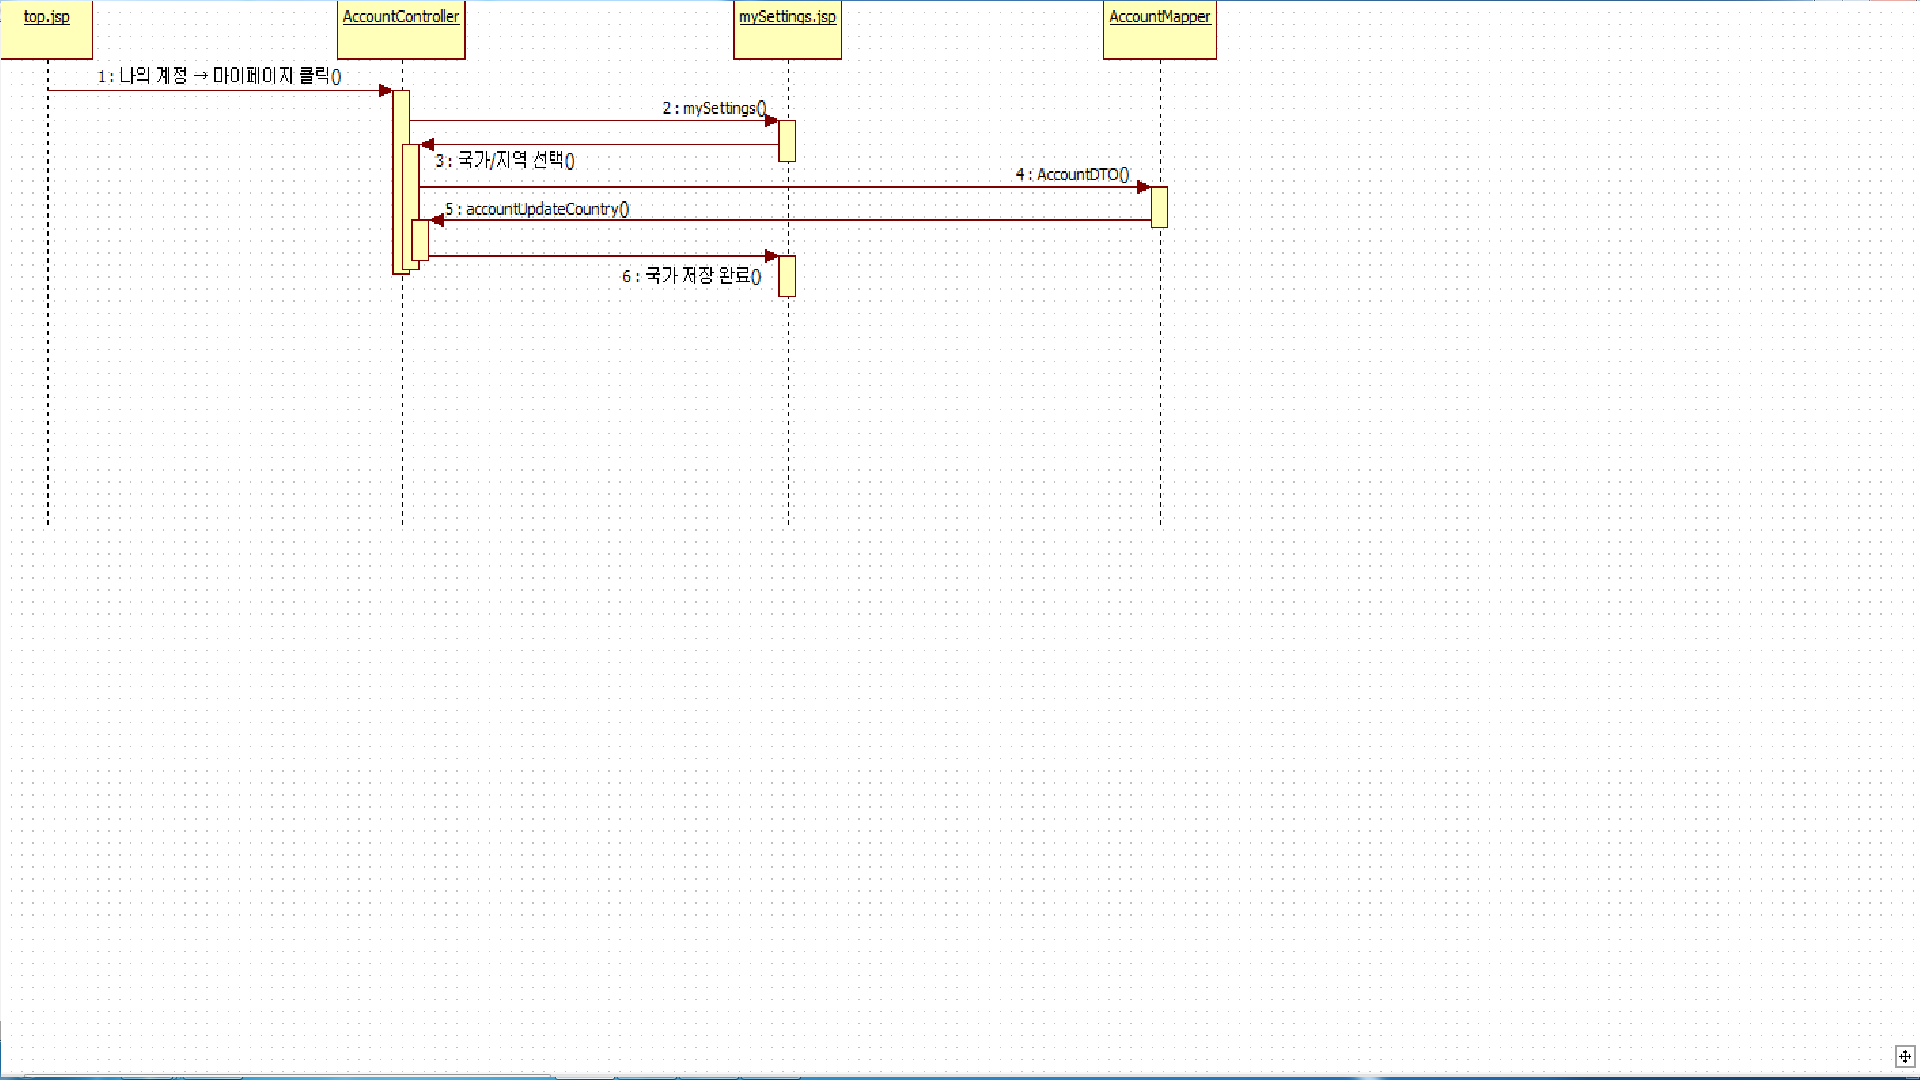 top.jsp
AccountController
mySettings.jsp
AccountMapper
1 : 나의 계정 → 마이페이지 클릭()
2 : mySettings()
3 : 국가/지역 선택()
4 : AccountDTO()
5 : accountUpdateCountry()
6 : 국가 저장 완료()